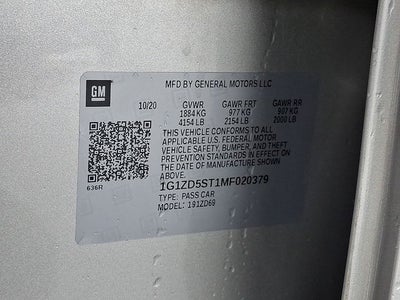 GM
MFD BY GENERAL MOTORS LLC
10/20 GVWR GAWR FRT GAWR RR
1884 KG 977 KG 907 KG
4154 LB 2154 LB 2000 LB
THIS VEHICLE CONFORMS TO ALL
APPLICABLE U.S. FEDERAL MOTOR
VEHICLE SAFETY, BUMPER, AND THEFT
PREVENTION STANDARDS IN EFFECT ON
THE DATE OF MANUFACTURE SHOWN
ABOVE.
1G1ZD5ST1MF020379
636R
TYPE: PASS CAR
MODEL: 191ZD69